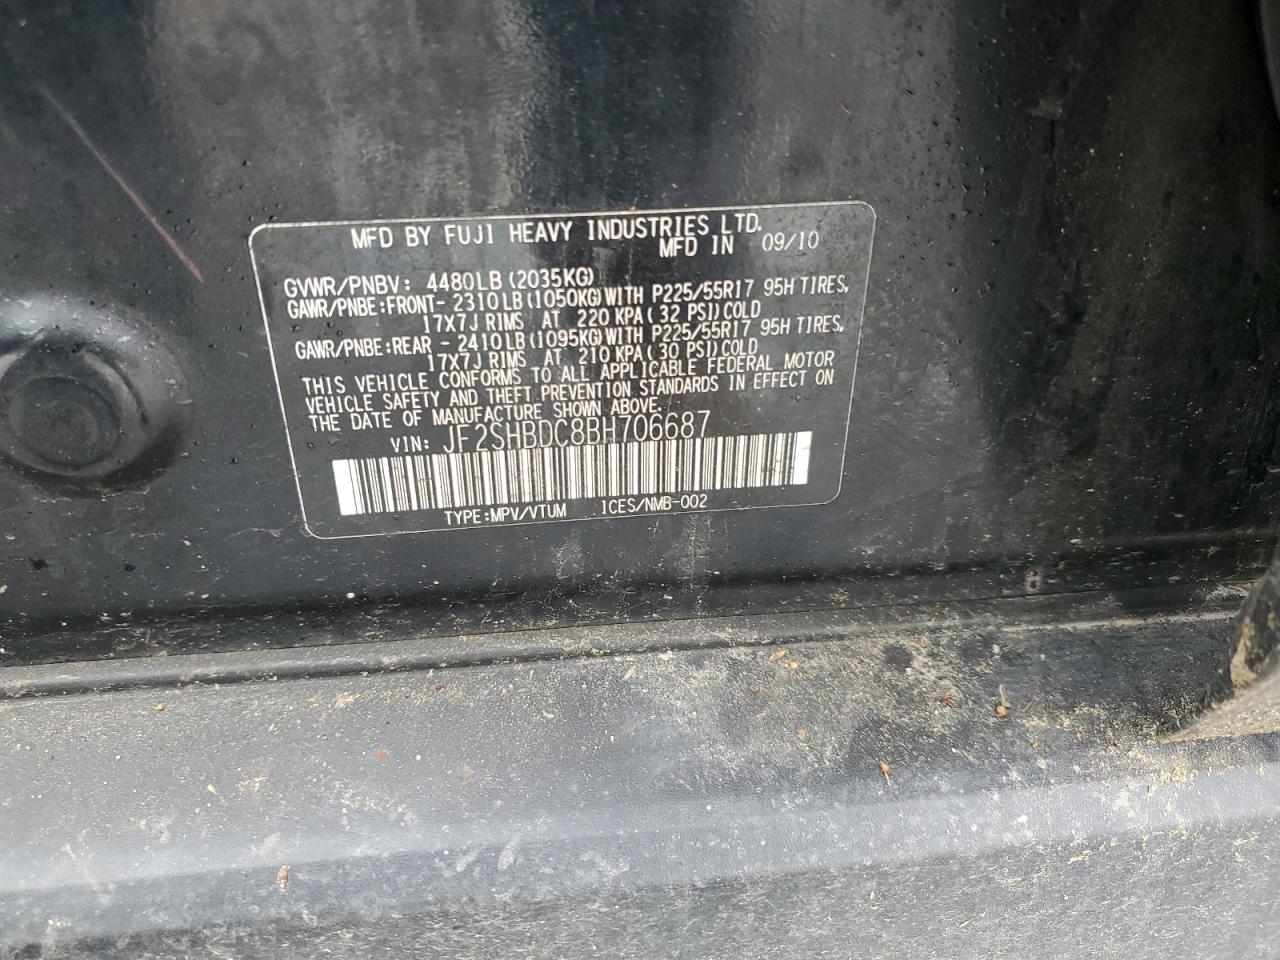 MFD BY FUJI HEAVY INDUSTRIES LTD.
MFD IN 09/10
GVWR/PNBV: 4480LB (2035KG)
GAWR/PNBE:FRONT- 2310LB(1050KG)WITH P225/55R17 95H TIRES,
17X7J RIMS AT 220 KPA(32 PSI)COLD
GAWR/PNBE:REAR - 2410LB(1095KG)WITH P225/55R17 95H TIRES,
17X7J RIMS AT 210 KPA(30 PSI)COLD
THIS VEHICLE CONFORMS TO ALL APPLICABLE FEDERAL MOTOR
VEHICLE SAFETY AND THEFT PREVENTION STANDARDS IN EFFECT ON
THE DATE OF MANUFACTURE SHOWN ABOVE.
VIN: JF2SHBDC8BH706687
TYPE:MPV/VTUM ICES/NMB-002